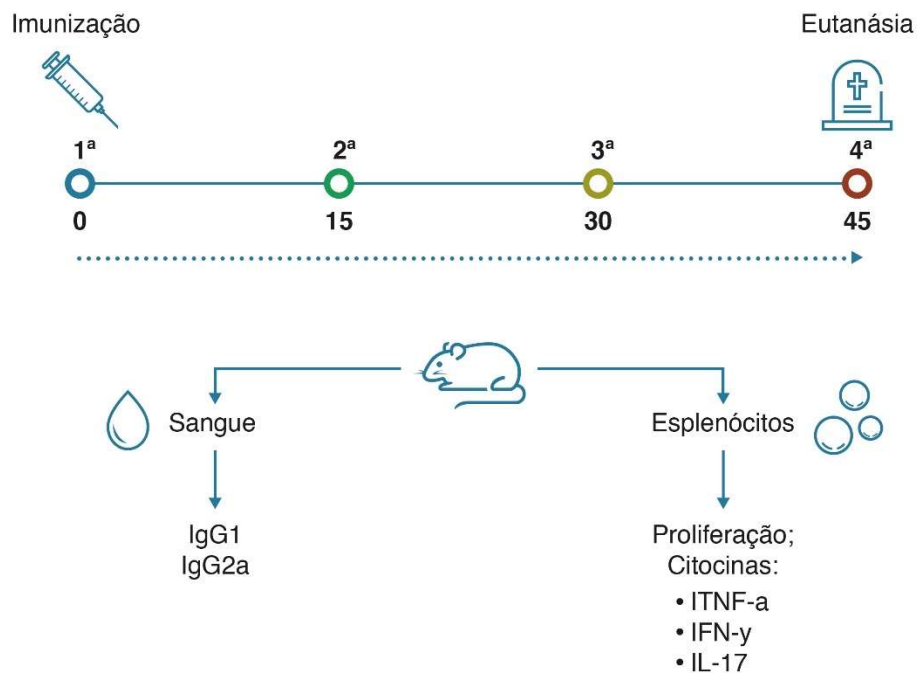 Imunização
Eutanásia
1ª
2ª
3ª
4ª
0
15
30
45
Sangue
Esplenócitos
IgG1
IgG2a
Proliferação;
Citocinas:
• ITNF-a
• IFN-y
• IL-17